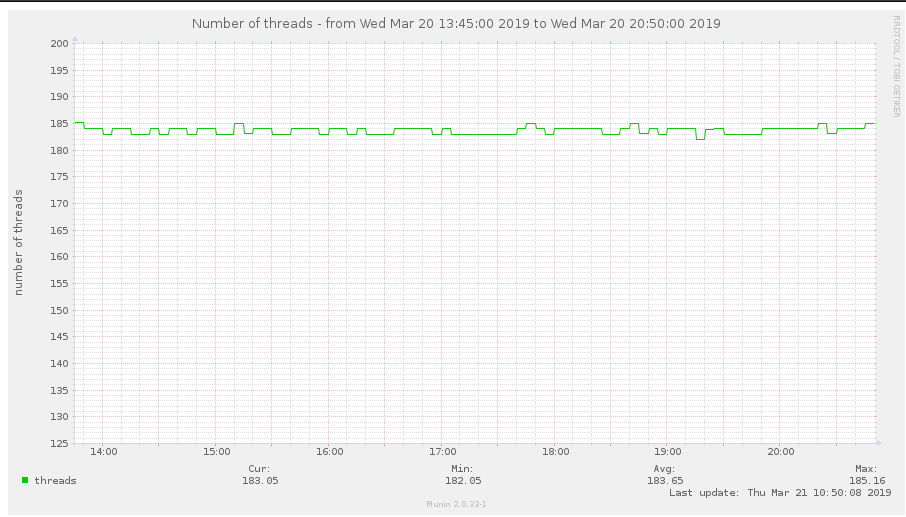 Number of threads - from Wed Mar 20 13:45:00 2019 to Wed Mar 20 20:50:00 2019
RRDTOOL / TOBI OETIKER
number of threads
200
195
190
185
180
175
170
165
160
155
150
145
140
135
130
125
14:00 15:00 16:00 17:00 18:00 19:00 20:00
Cur: Min: Avg: Max:
threads 183.05 182.05 183.65 185.16
Last update: Thu Mar 21 10:50:08 2019
Munin 2.0.33-1